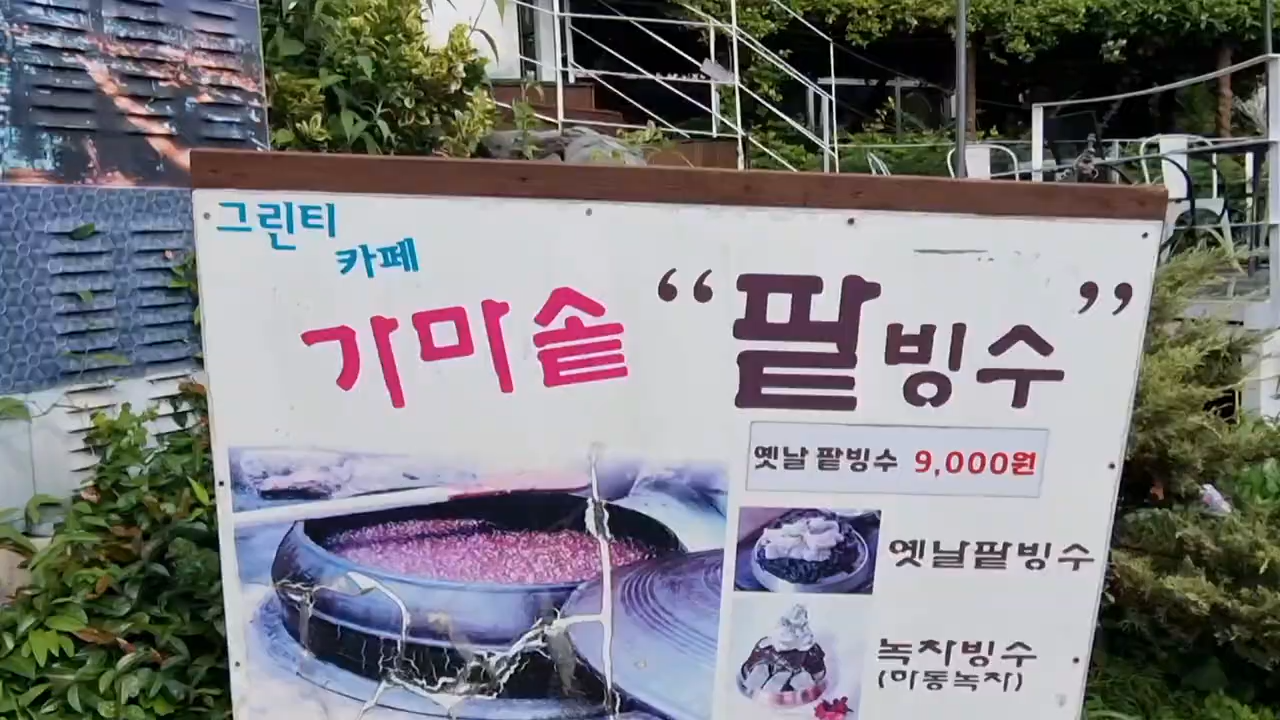 그린티
카페
가마솥 “팥빙수”
옛날 팥빙수 9,000원
옛날팥빙수
녹차빙수
(하동녹차)